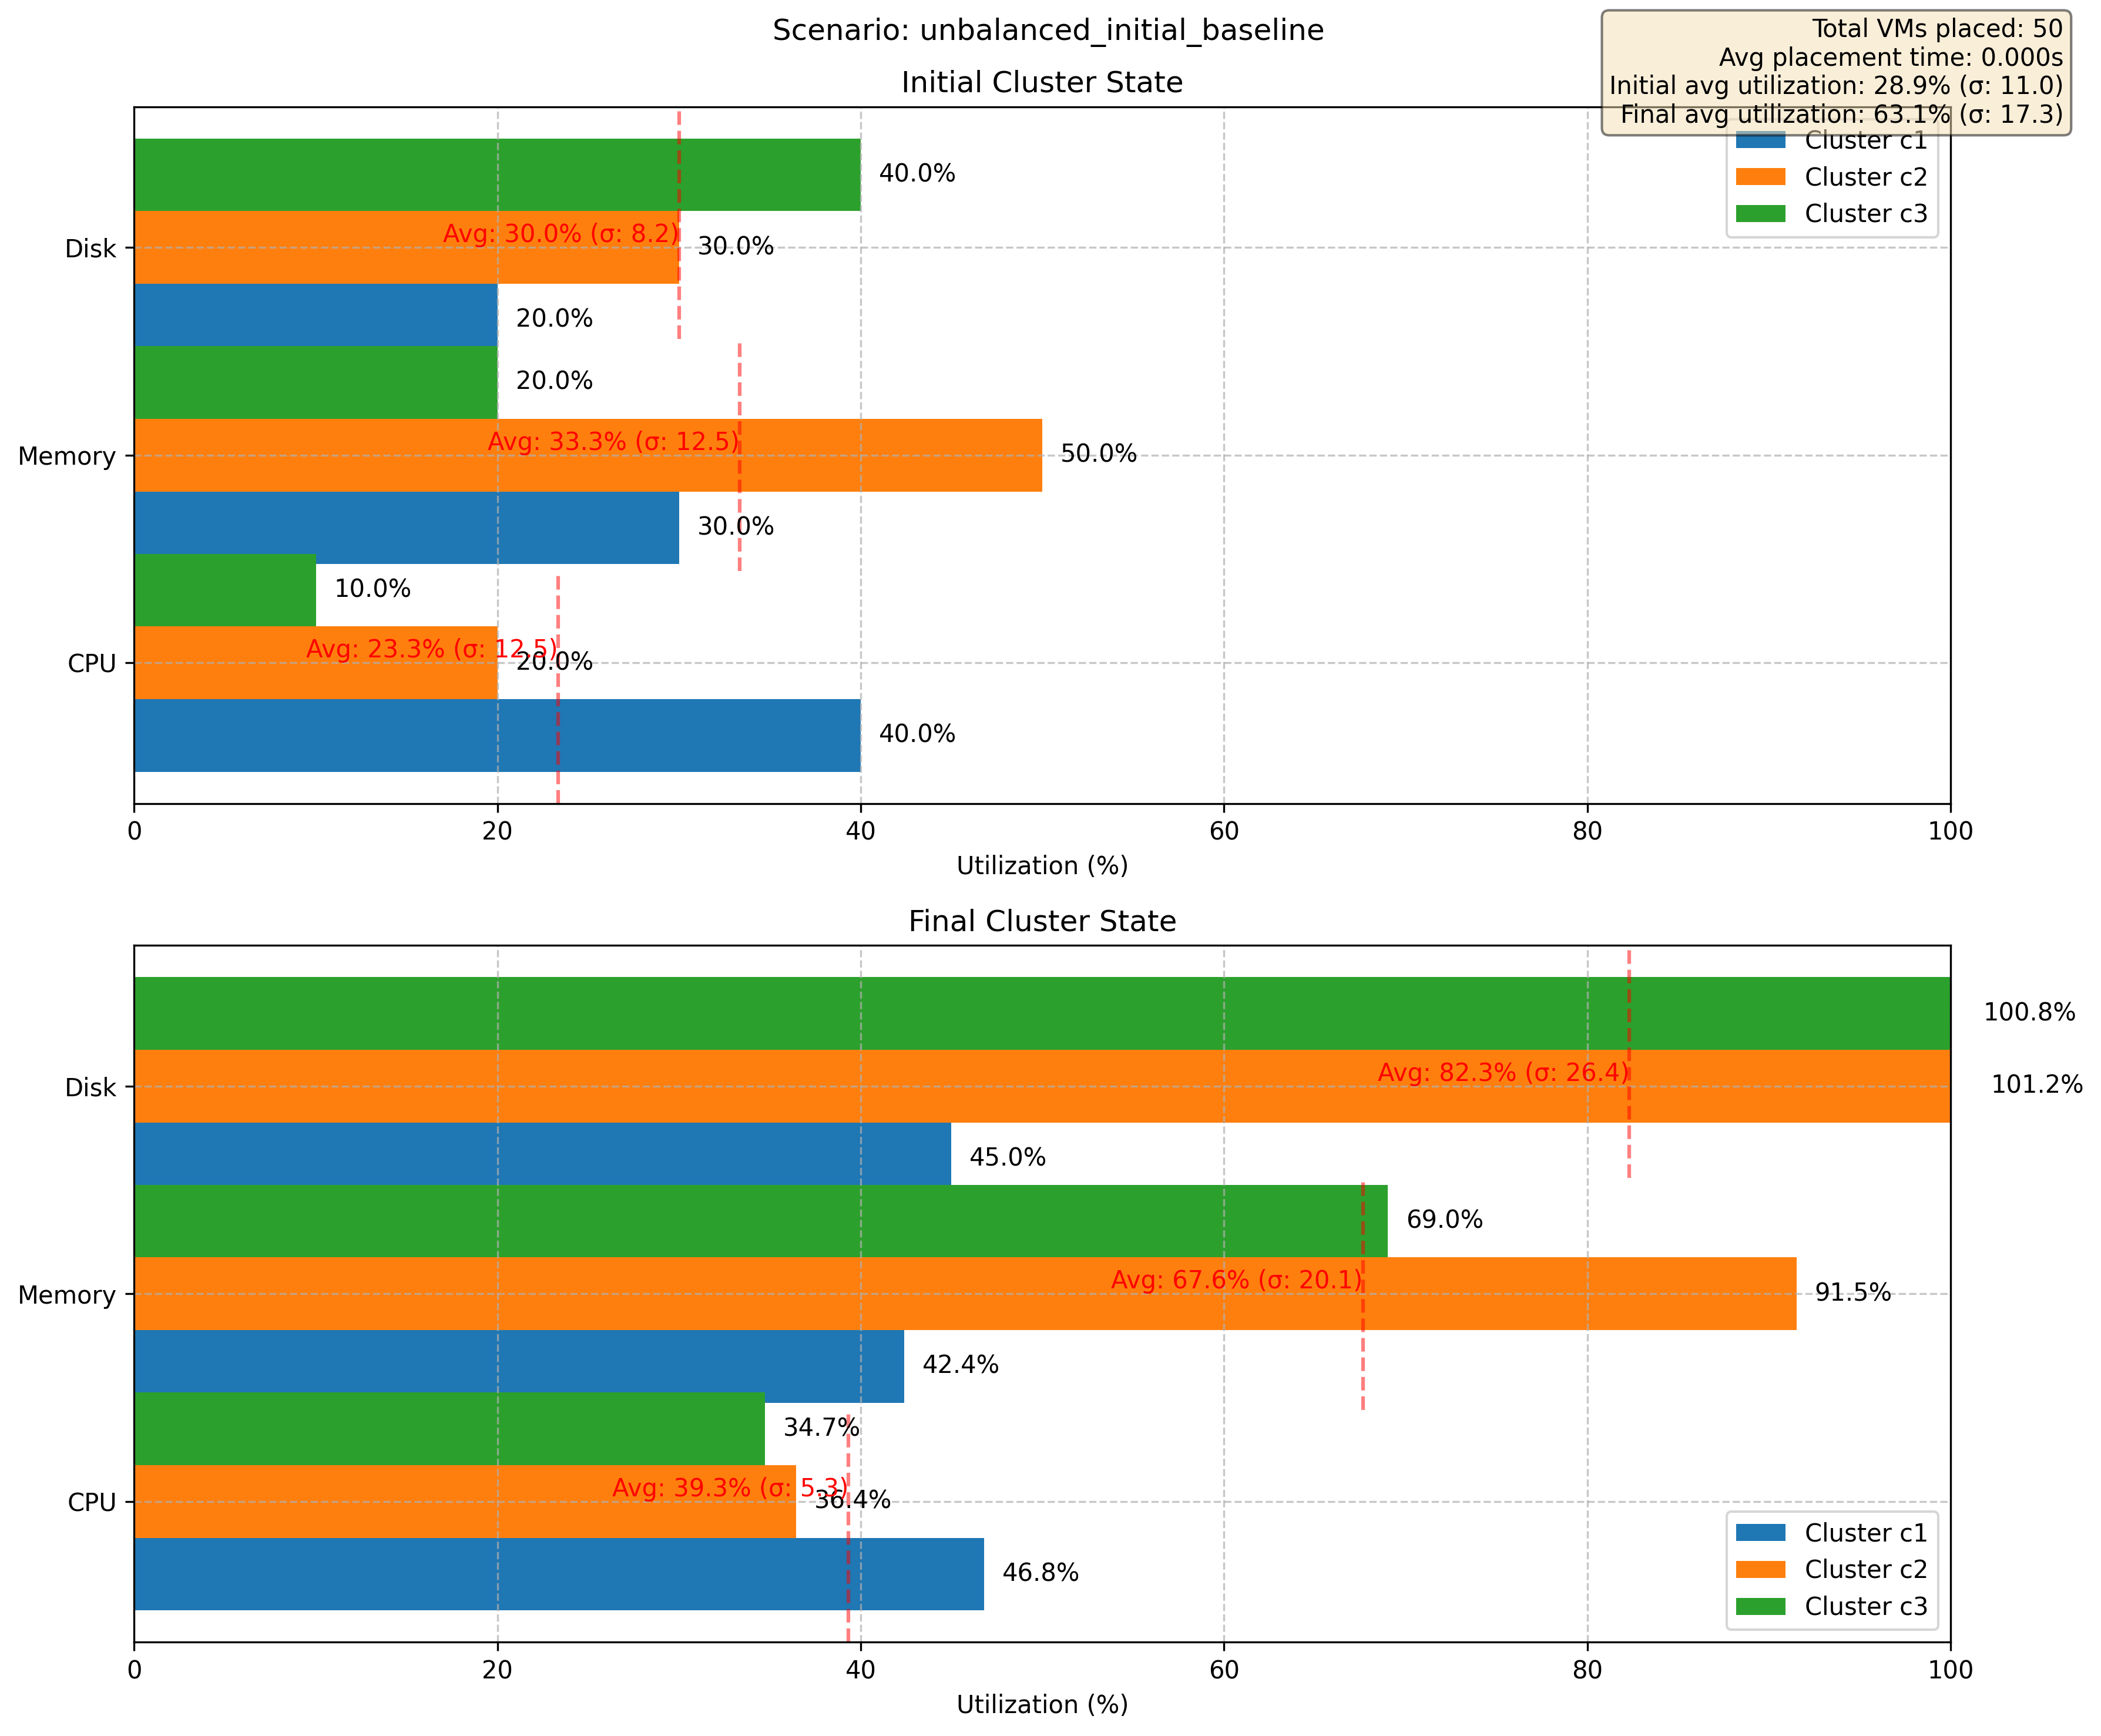 Scenario: unbalanced_initial_baseline
Total VMs placed: 50
Avg placement time: 0.000s
Initial avg utilization: 28.9% (σ: 11.0)
Final avg utilization: 63.1% (σ: 17.3)
Initial Cluster State
Cluster c1
Cluster c2
Cluster c3
Disk
40.0%
Avg: 30.0% (σ: 8.2)
30.0%
20.0%
Memory
20.0%
Avg: 33.3% (σ: 12.5)
50.0%
30.0%
CPU
10.0%
Avg: 23.3% (σ: 12.5)
20.0%
40.0%
0 20 40 60 80 100
Utilization (%)
Final Cluster State
Disk
100.8%
Avg: 82.3% (σ: 26.4)
101.2%
45.0%
Memory
69.0%
Avg: 67.6% (σ: 20.1)
91.5%
42.4%
CPU
34.7%
Avg: 39.3% (σ: 5.3)
36.4%
46.8%
Cluster c1
Cluster c2
Cluster c3
0 20 40 60 80 100
Utilization (%)